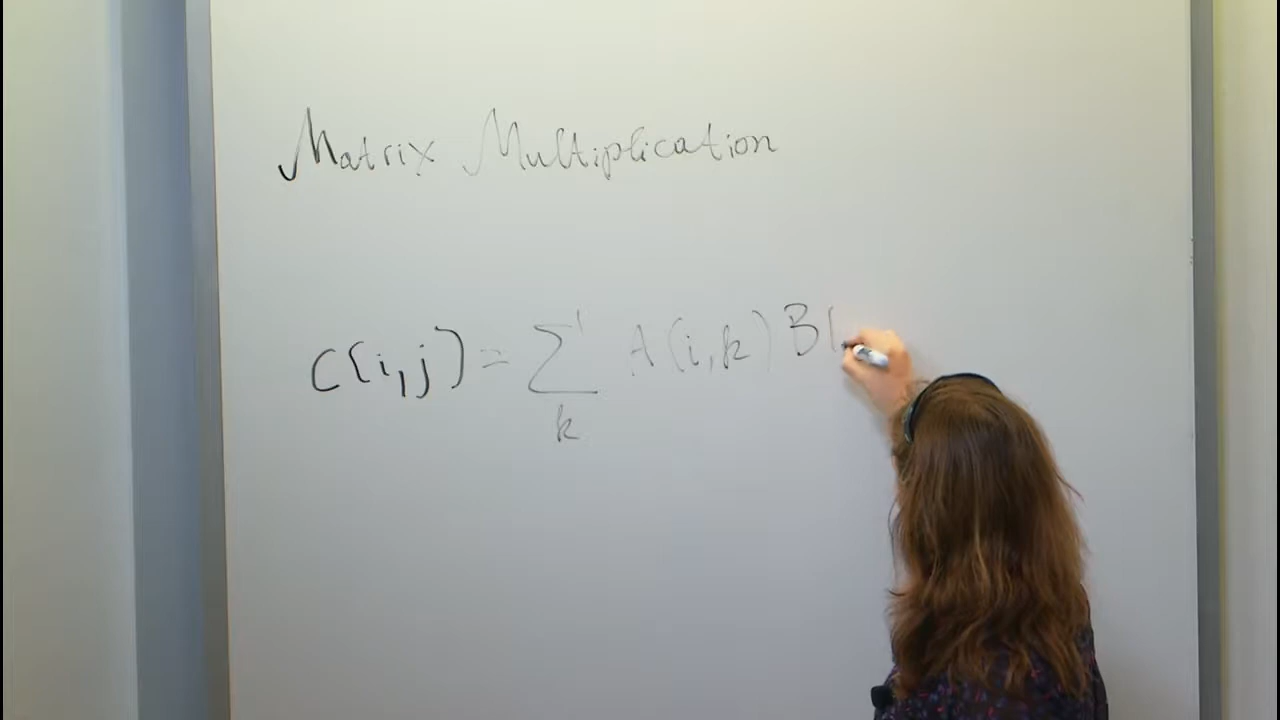 Matrix Multiplication
C(i,j) = ∑ A(i,k) B(
k